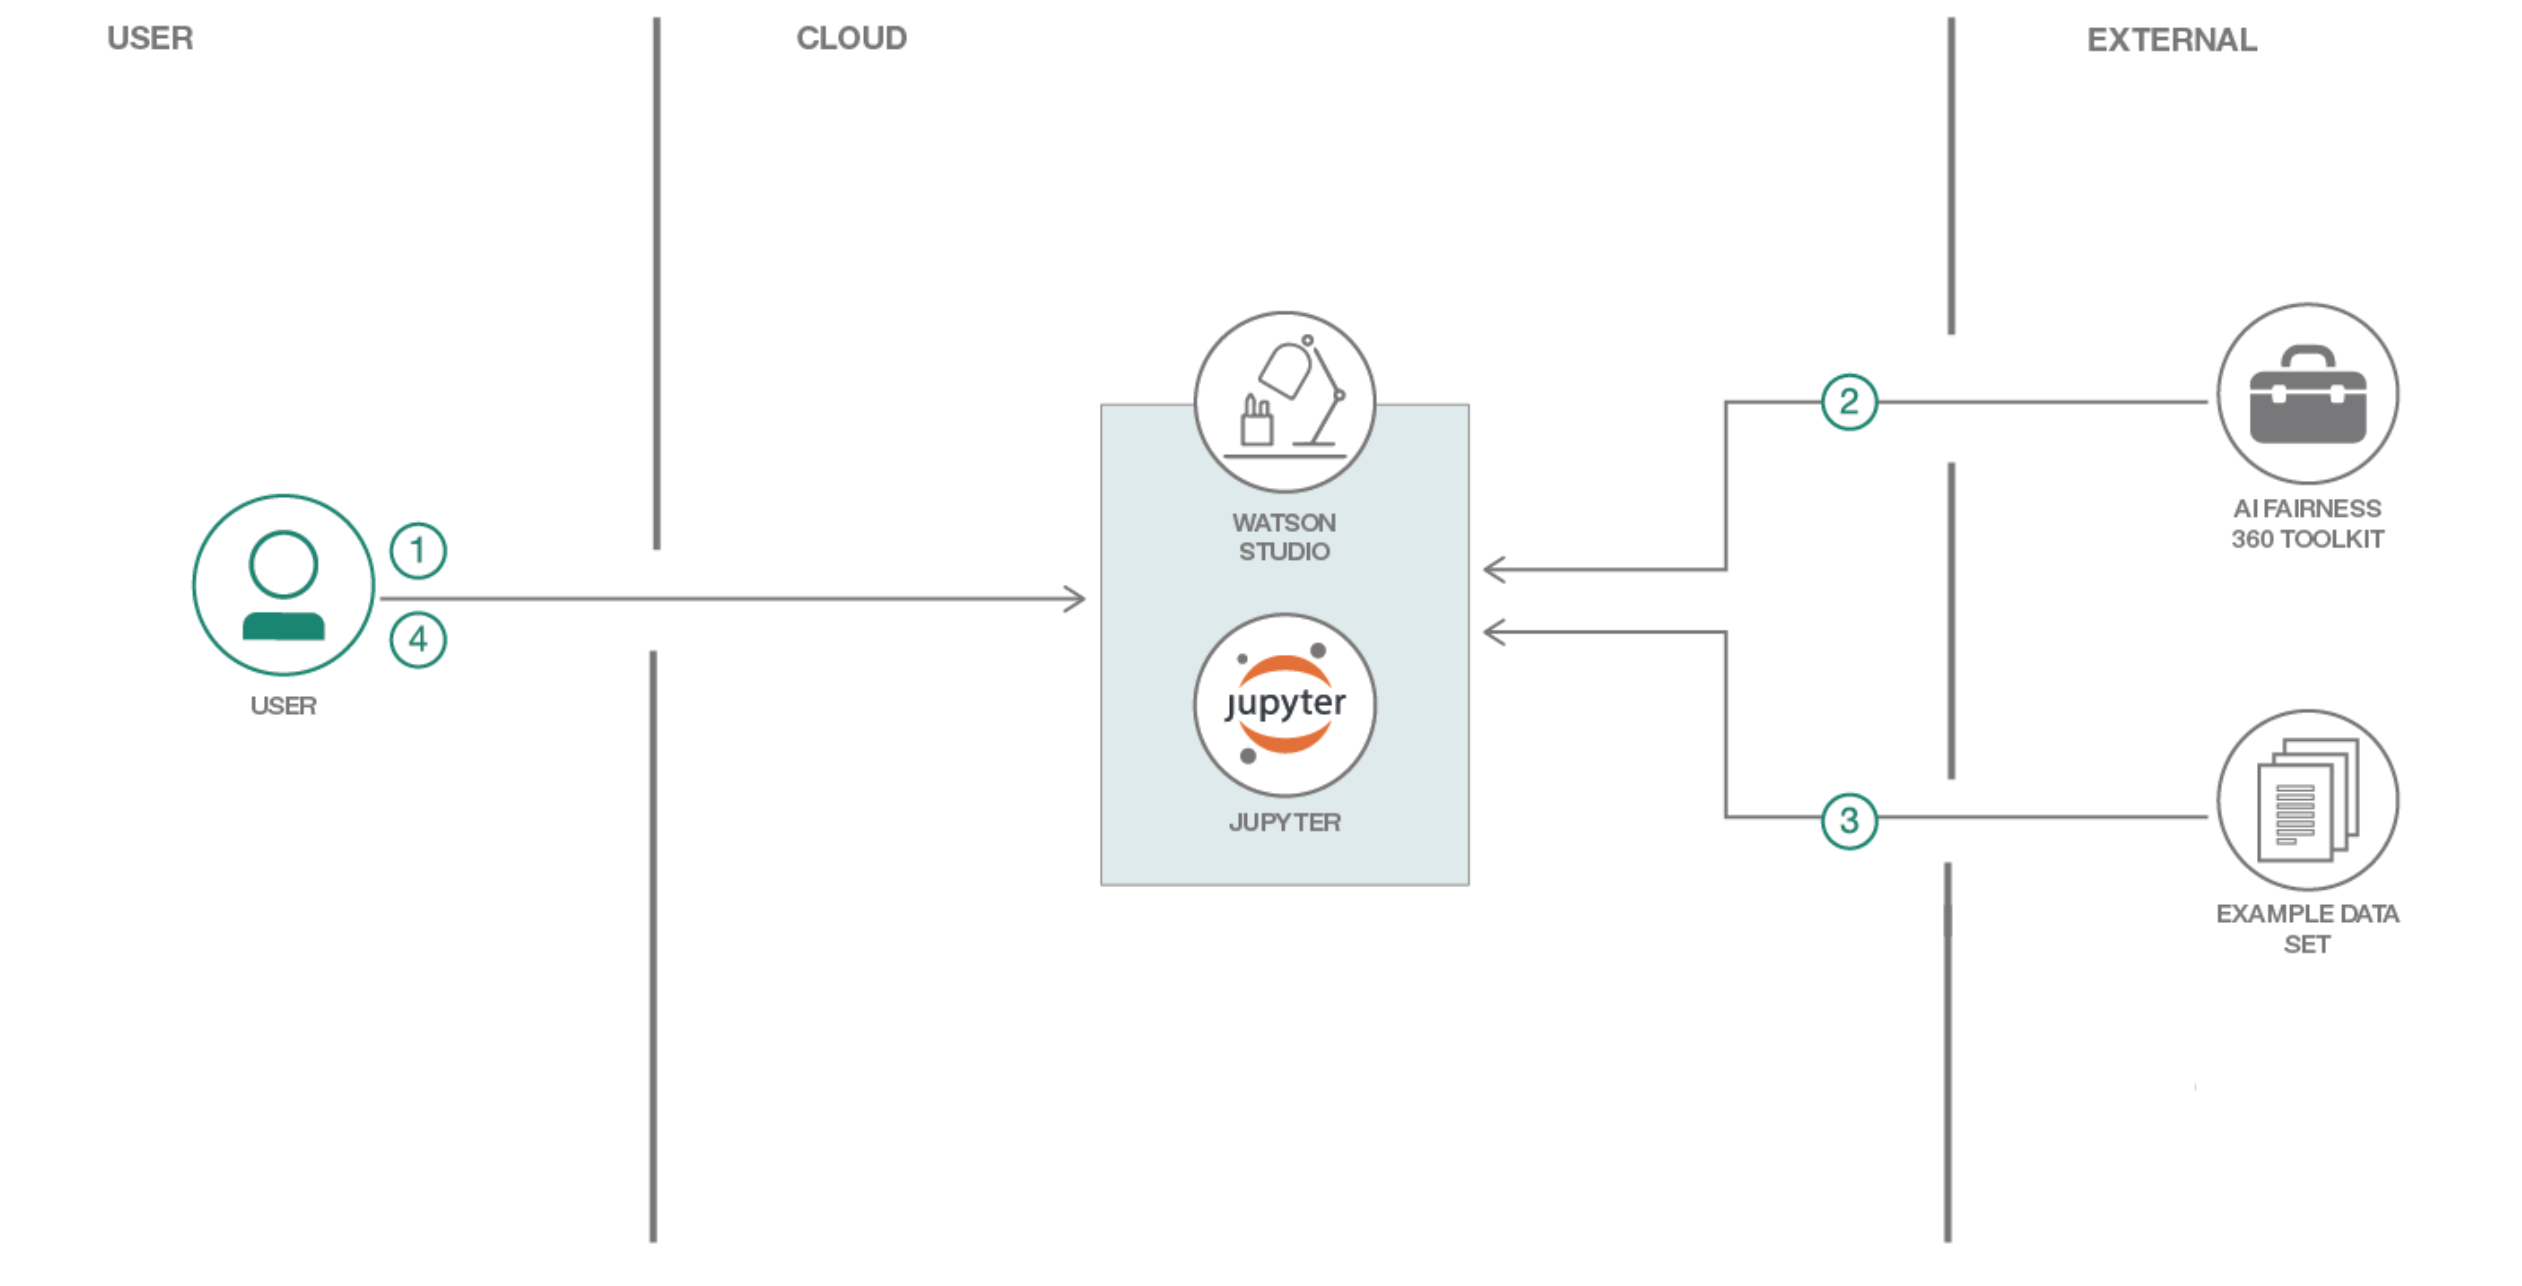 USER
CLOUD
EXTERNAL
1
4
USER
WATSON
STUDIO
jupyter
JUPYTER
2
AI FAIRNESS
360 TOOLKIT
3
EXAMPLE DATA
SET